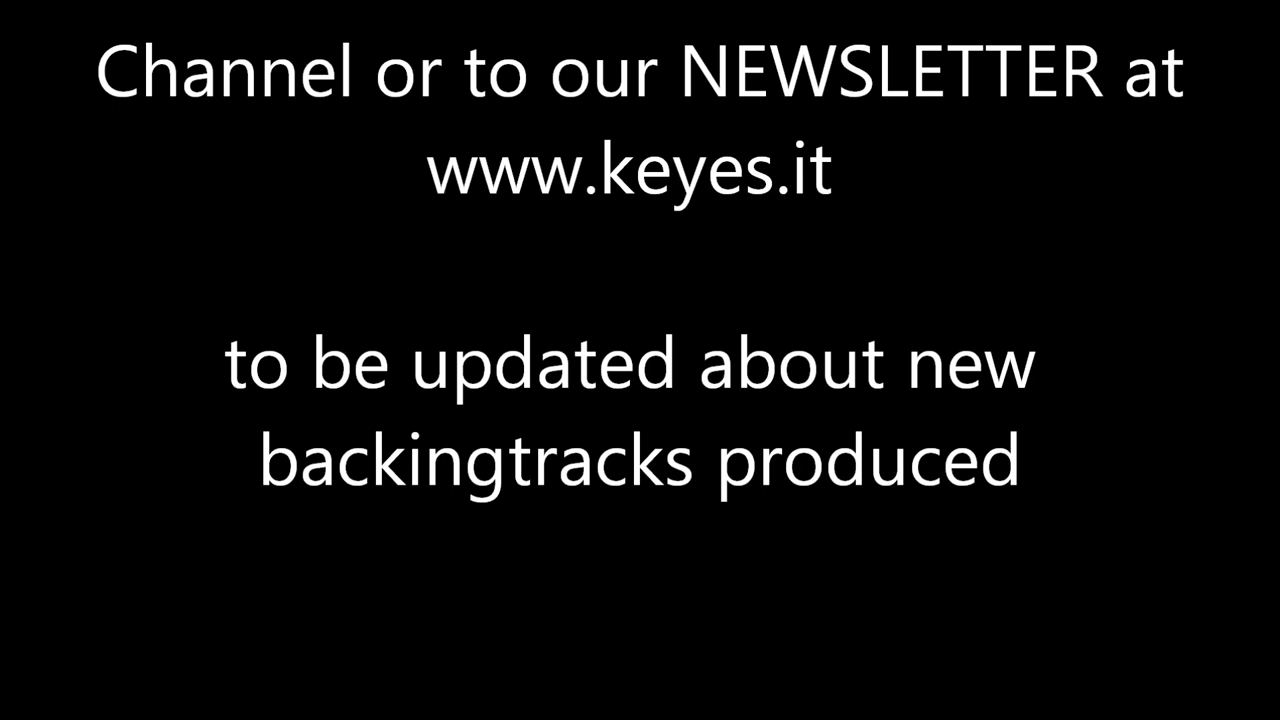 Channel or to our NEWSLETTER at
www.keyes.it
to be updated about new
backingtracks produced